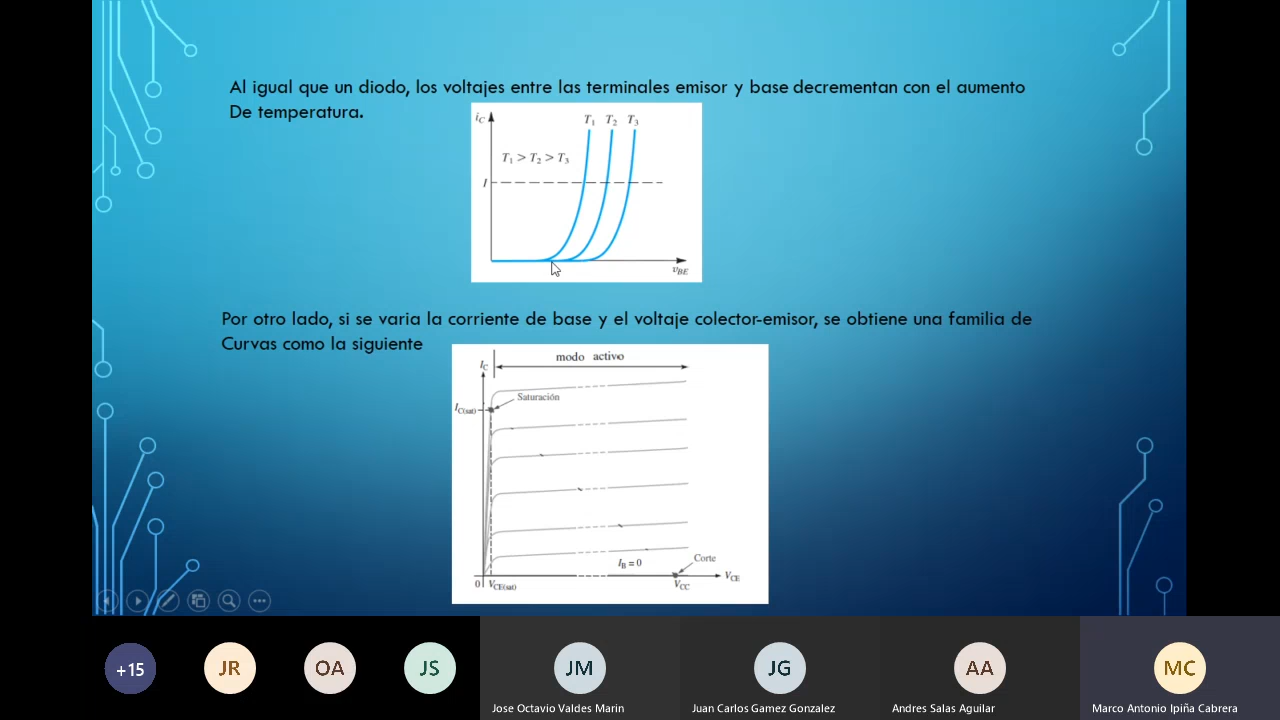 Al igual que un diodo, los voltajes entre las terminales emisor y base decrementan con el aumento
De temperatura.
iC
T1 T2 T3
T1 > T2 > T3
I
vBE
Por otro lado, si se varia la corriente de base y el voltaje colector-emisor, se obtiene una familia de
Curvas como la siguiente
IC
modo activo
Saturación
IC(sat)
IB = 0
Corte
0
VCE(sat)
VCC
VCE
+15
JR
OA
JS
JM
JG
AA
MC
Jose Octavio Valdes Marin
Juan Carlos Gamez Gonzalez
Andres Salas Aguilar
Marco Antonio Ipiña Cabrera